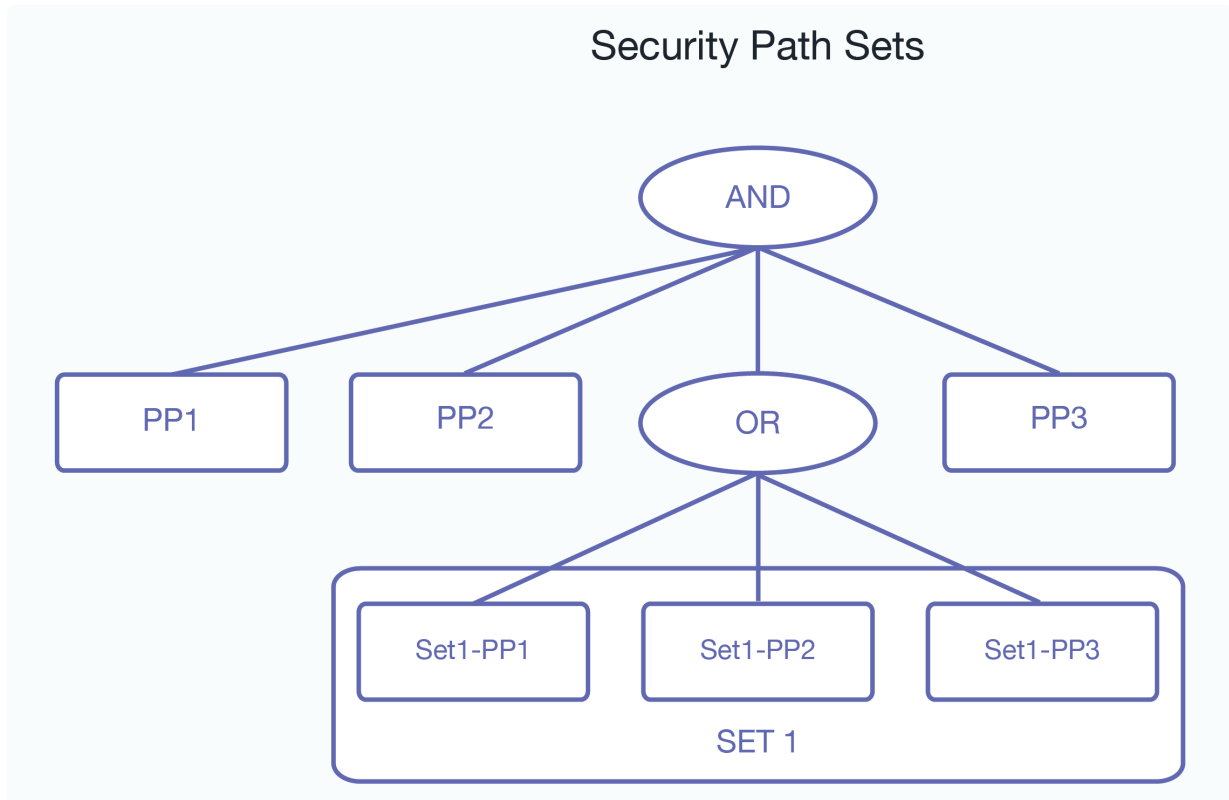 Security Path Sets
AND
PP1
PP2
OR
PP3
Set1-PP1
Set1-PP2
Set1-PP3
SET 1